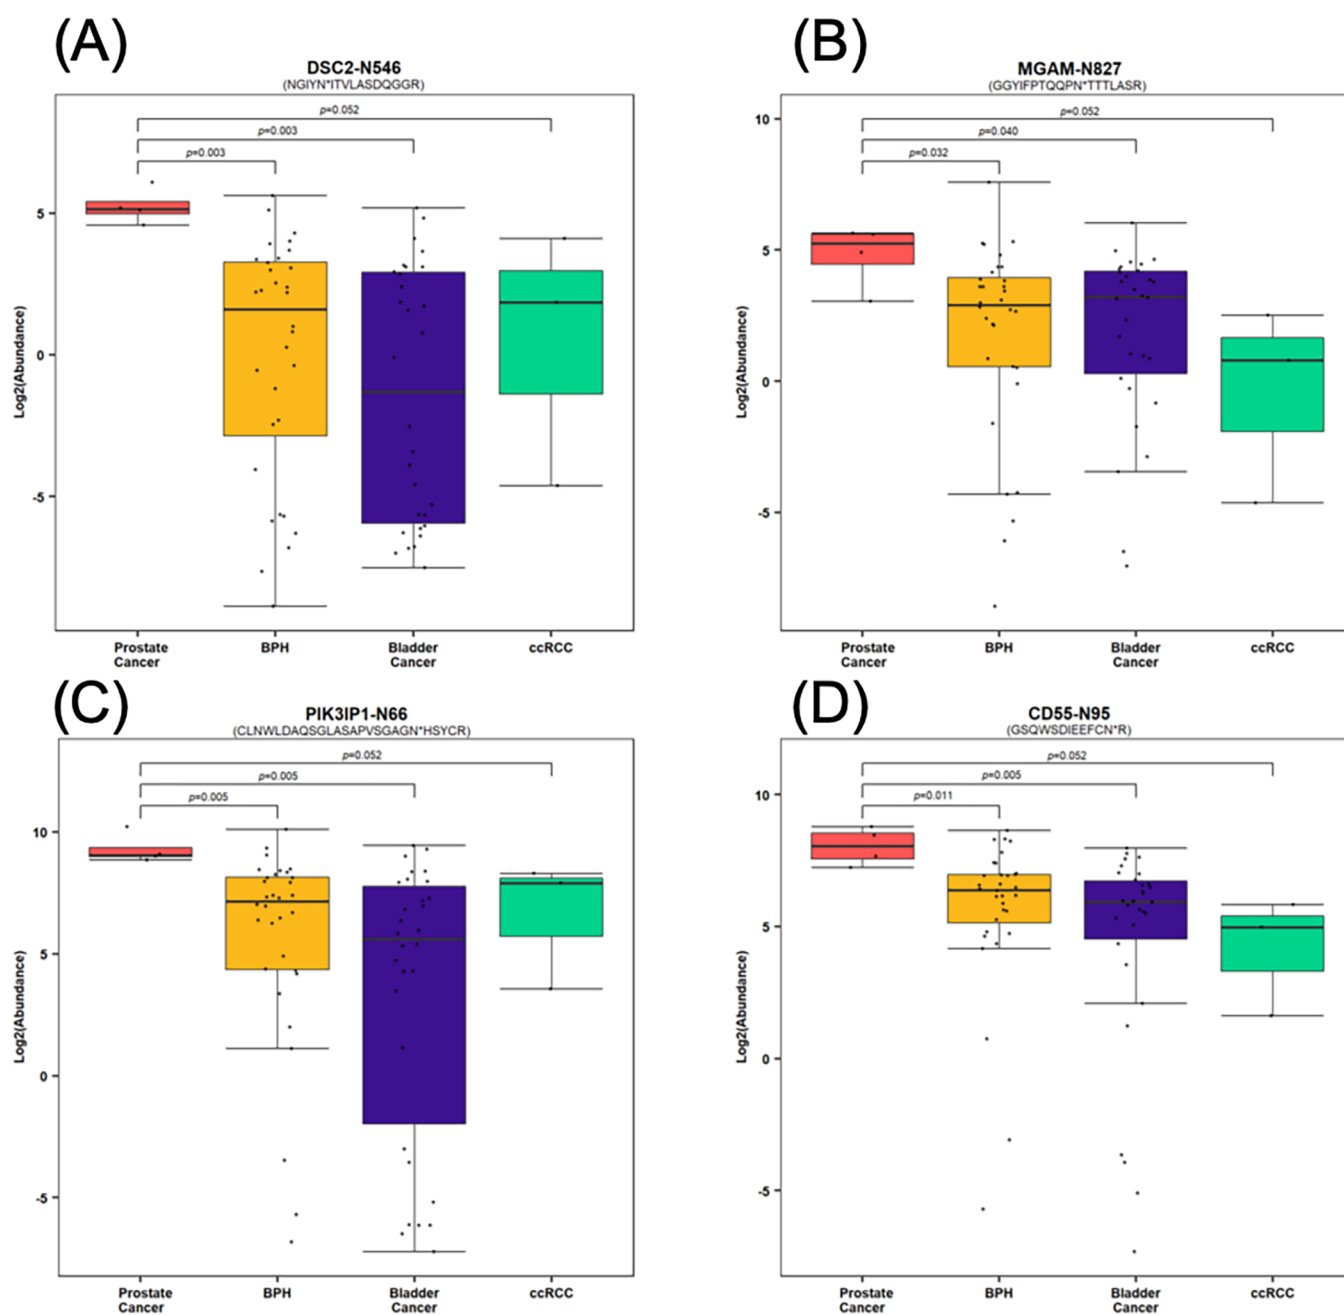 (A)
DSC2-N546
(NGIYN*ITVLASDQGGR)
p=0.052
p=0.003
p=0.003
5
0
-5
Log2(Abundance)
Prostate Cancer
BPH
Bladder Cancer
ccRCC
(B)
MGAM-N827
(GGYIFPTQQPN*TTTLASR)
p=0.052
p=0.040
p=0.032
10
5
0
-5
Log2(Abundance)
Prostate Cancer
BPH
Bladder Cancer
ccRCC
(C)
PIK3IP1-N66
(CLNWLDAQSGLASAPVSGAGN*HSYCR)
p=0.052
p=0.005
p=0.005
10
5
0
-5
Log2(Abundance)
Prostate Cancer
BPH
Bladder Cancer
ccRCC
(D)
CD55-N95
(GSQWSDIEEFCN*R)
p=0.052
p=0.005
p=0.011
10
5
0
-5
Log2(Abundance)
Prostate Cancer
BPH
Bladder Cancer
ccRCC